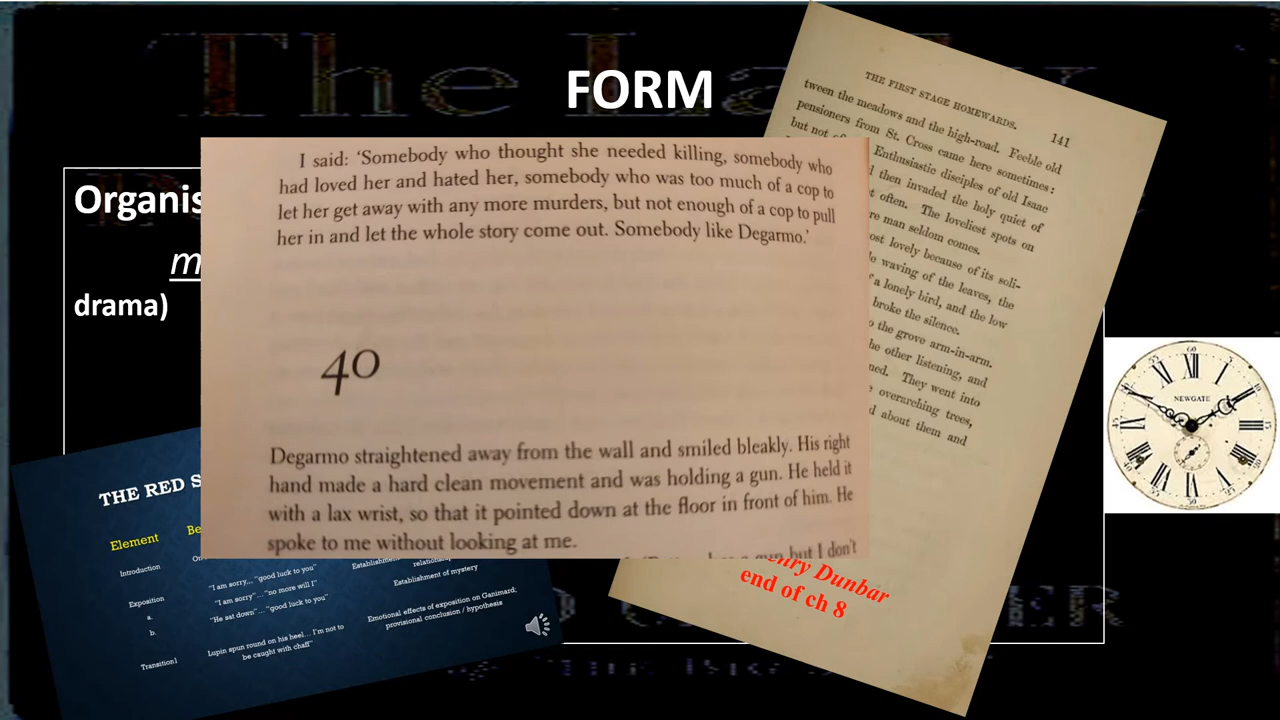 FORM
Organis
m
drama)
I said: ‘Somebody who thought she needed killing, somebody who
had loved her and hated her, somebody who was too much of a cop to
let her get away with any more murders, but not enough of a cop to pull
her in and let the whole story come out. Somebody like Degarmo.’
40
Degarmo straightened away from the wall and smiled bleakly. His right
hand made a hard clean movement and was holding a gun. He held it
with a lax wrist, so that it pointed down at the floor in front of him. He
spoke to me without looking at me.
gun but I don't
THE FIRST STAGE HOMEWARDS.
141
tween the meadows and the high-road. Feeble old
pensioners from St. Cross came here sometimes:
but not
Enthusiastic disciples of old Isaac
then invaded the holy quiet of
often. The loveliest spots on
man seldom comes.
lovely because of its soli-
waving of the leaves, the
a lonely bird, and the low
broke the silence.
the grove arm-in-arm.
other listening, and
They went into
overarching trees,
about them and
nry Dunbar
end of ch 8
NEWGATE
THE RED S
Element Be
Introduction
Exposition
a.
b.
Transition1
"I am sorry... "good luck to you"
"I am sorry"... "no more will I"
"He sat down"... "good luck to you"
Lupin spun round on his heel... I'm not to
be caught with chaff"
Establishment of mystery
Emotional effects of exposition on Ganimard,
provisional conclusion / hypothesis